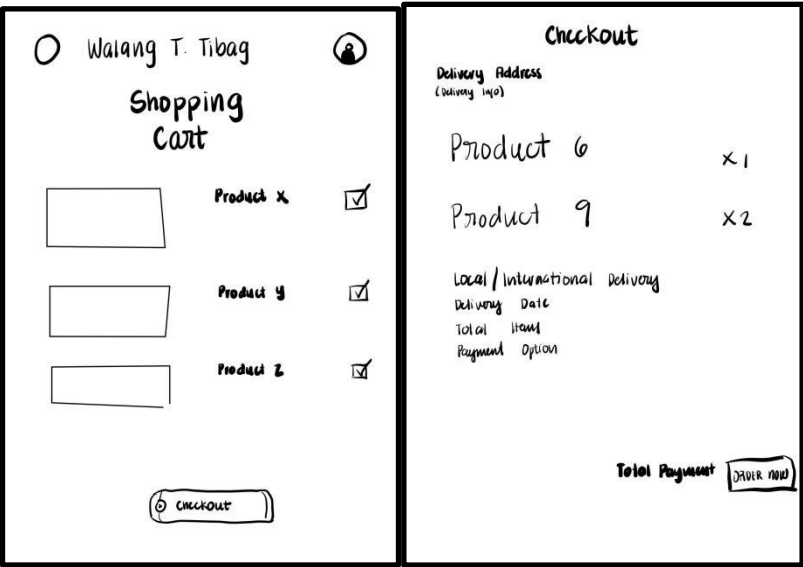 Walang T. Tibag
Shopping
Cart
Product X
Product Y
Product Z
Checkout
Checkout
Delivery Address
(Delivery info)
Product 6 x1
Product 9 x2
Local/International Delivery
Delivery Date
Total Items
Payment Option
Total Payment ORDER NOW